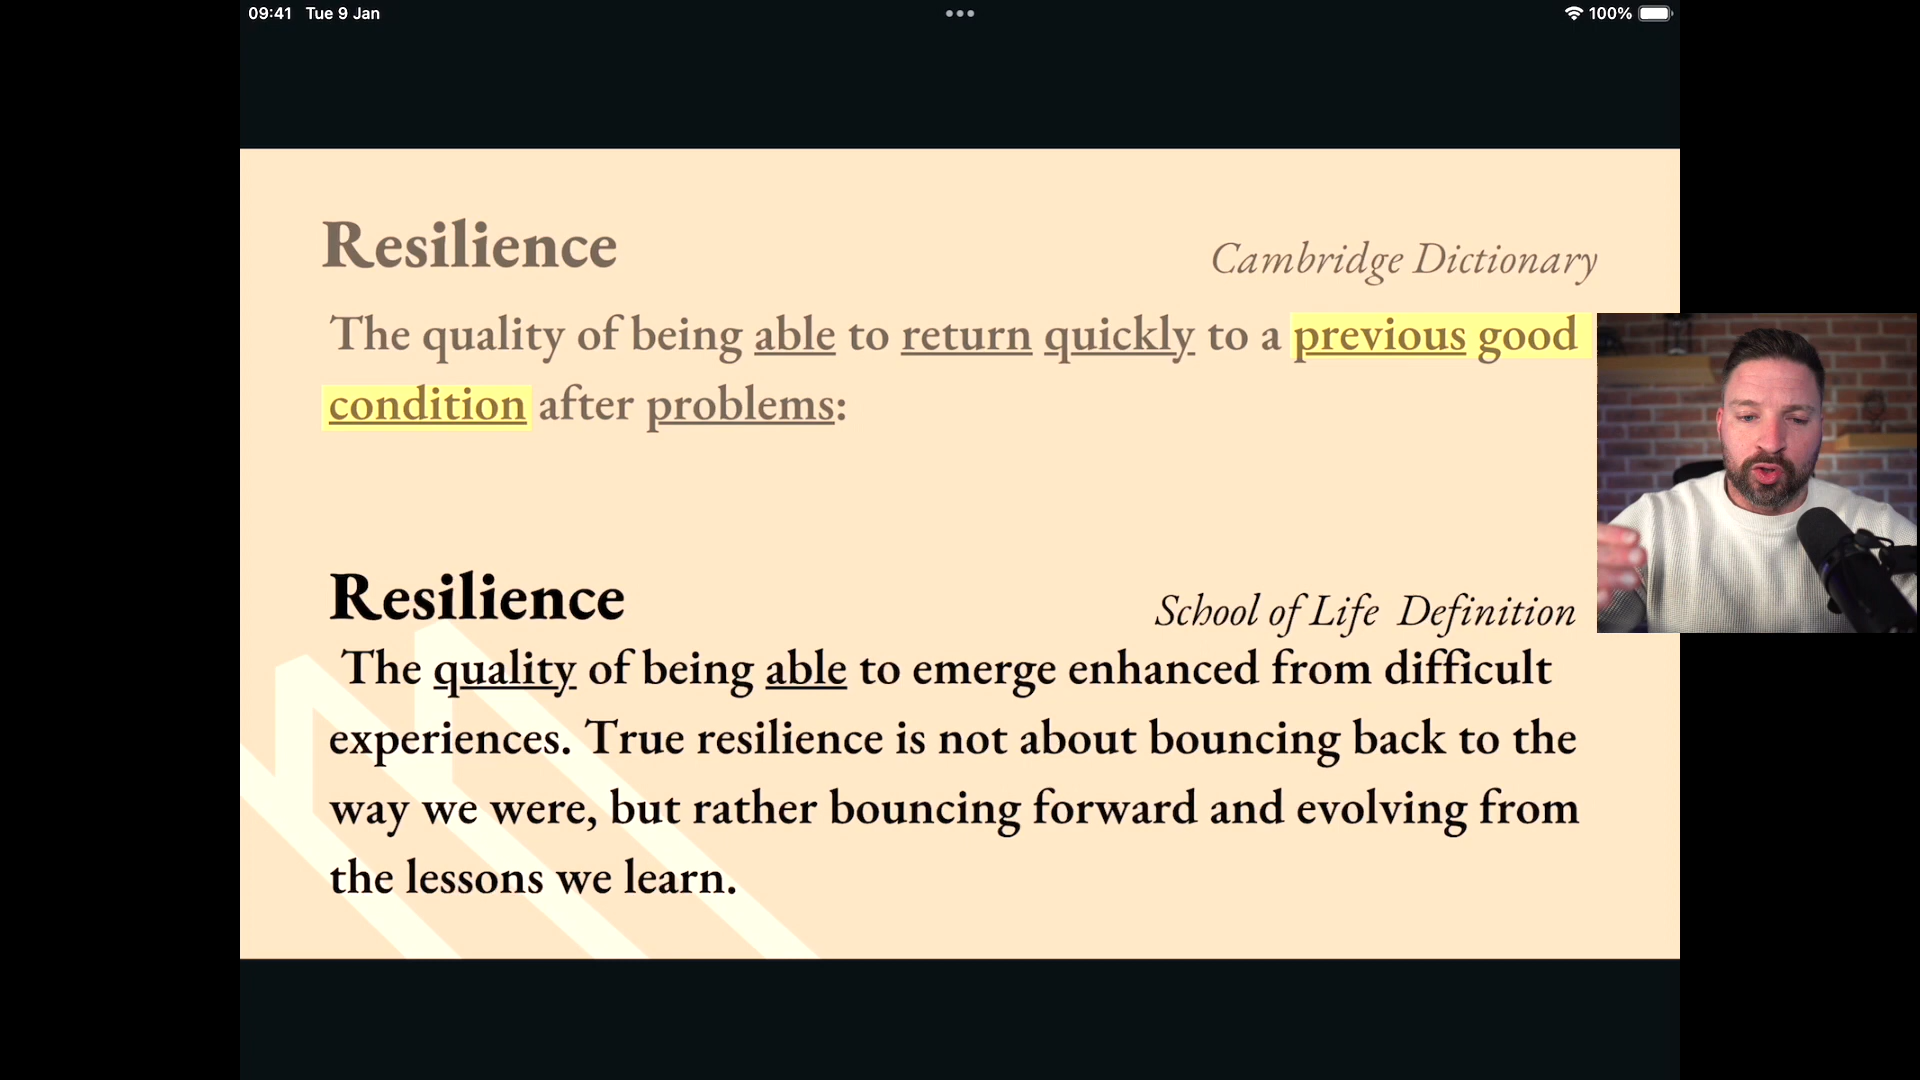 09:41 Tue 9 Jan
100%
Resilience
Cambridge Dictionary
The quality of being able to return quickly to a previous good
condition after problems:
Resilience
School of Life Definition
The quality of being able to emerge enhanced from difficult
experiences. True resilience is not about bouncing back to the
way we were, but rather bouncing forward and evolving from
the lessons we learn.